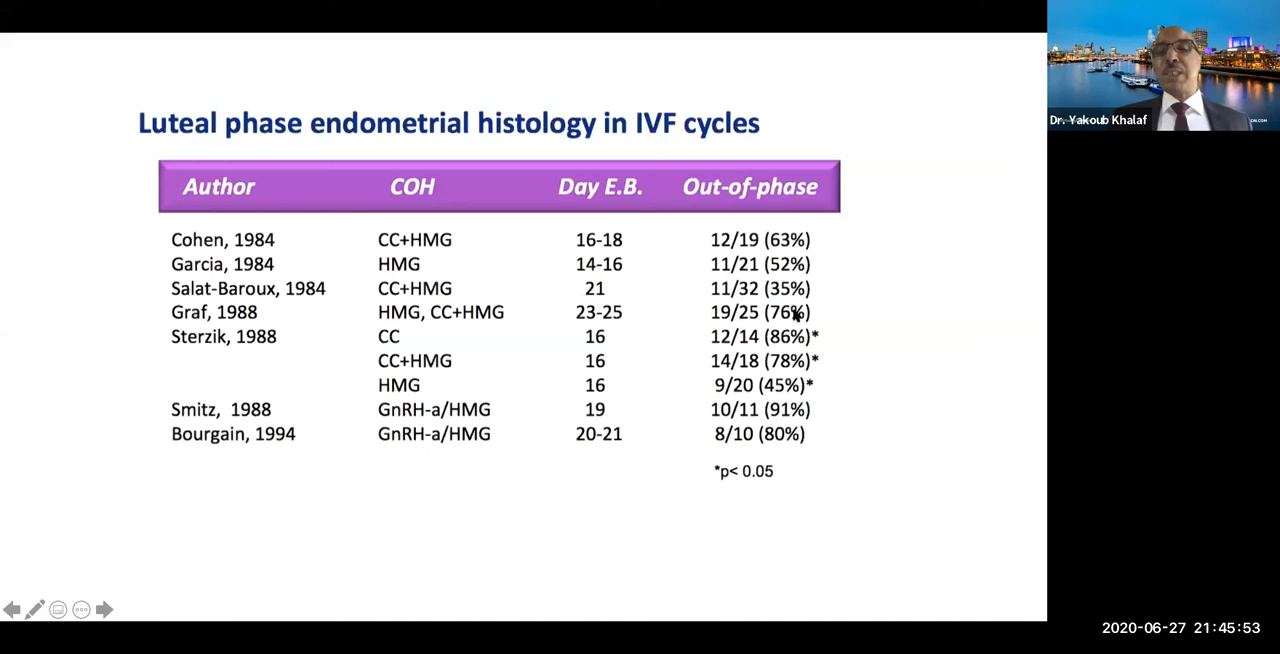 Luteal phase endometrial histology in IVF cycles
Author COH Day E.B. Out-of-phase
Cohen, 1984 CC+HMG 16-18 12/19 (63%)
Garcia, 1984 HMG 14-16 11/21 (52%)
Salat-Baroux, 1984 CC+HMG 21 11/32 (35%)
Graf, 1988 HMG, CC+HMG 23-25 19/25 (76%)
Sterzik, 1988 CC 16 12/14 (86%)*
CC+HMG 16 14/18 (78%)*
HMG 16 9/20 (45%)*
Smitz, 1988 GnRH-a/HMG 19 10/11 (91%)
Bourgain, 1994 GnRH-a/HMG 20-21 8/10 (80%)
*p< 0.05
Dr. Yakoub Khalaf
2020-06-27 21:45:53